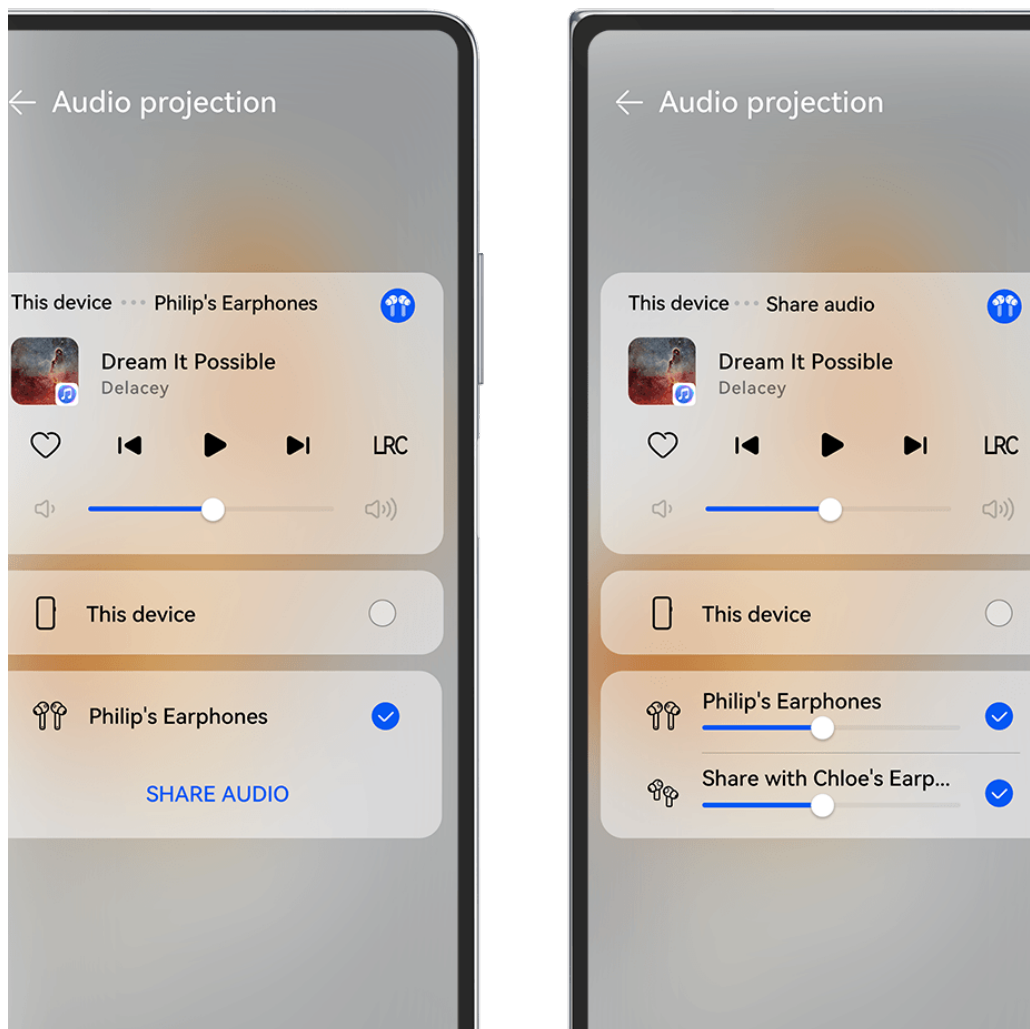 Audio projection
This device ••• Philip's Earphones
Dream It Possible
Delacey
LRC
This device
Philip's Earphones
SHARE AUDIO
Audio projection
This device ••• Share audio
Dream It Possible
Delacey
LRC
This device
Philip's Earphones
Share with Chloe's Earp...